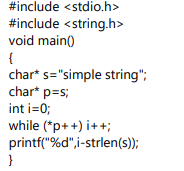 #include <stdio.h>
#include <string.h>
void main()
{
char* s="simple string";
char* p=s;
int i=0;
while (*p++) i++;
printf("%d",i-strlen(s));
}